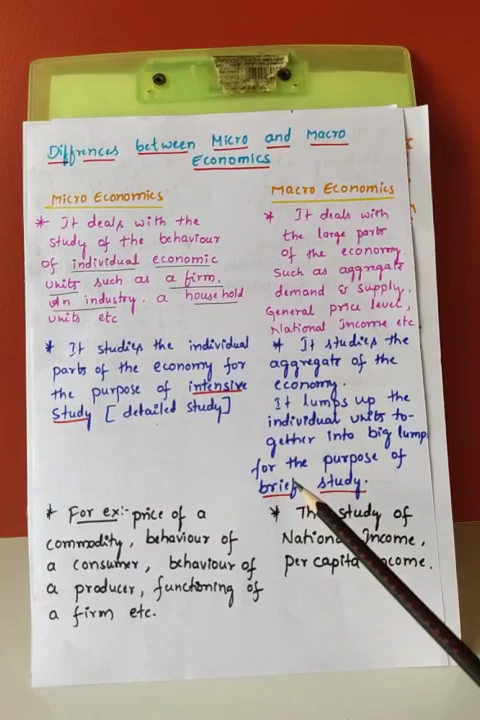 Diffrences between Micro and Macro
Economics
Micro Economics
* It deals with the
study of the behaviour
of individual economic
units such as a firm,
an industry. a household
units etc
* It studies the individual
parts of the economy for
the purpose of intensive
study [detailed study]
* For ex:- price of a
commodity, behaviour of
a consumer, behaviour of
a producer, functioning of
a firm etc.
Macro Economics
* It deals with
the large parts
of the economy.
Such as aggregate
demand & supply,
General price level,
National Income etc
* It studies the
aggregate of the
economy.
It lumps up the
individual units to-
gether into big lump
for the purpose of
brief study.
* The study of
National Income,
per capita income.